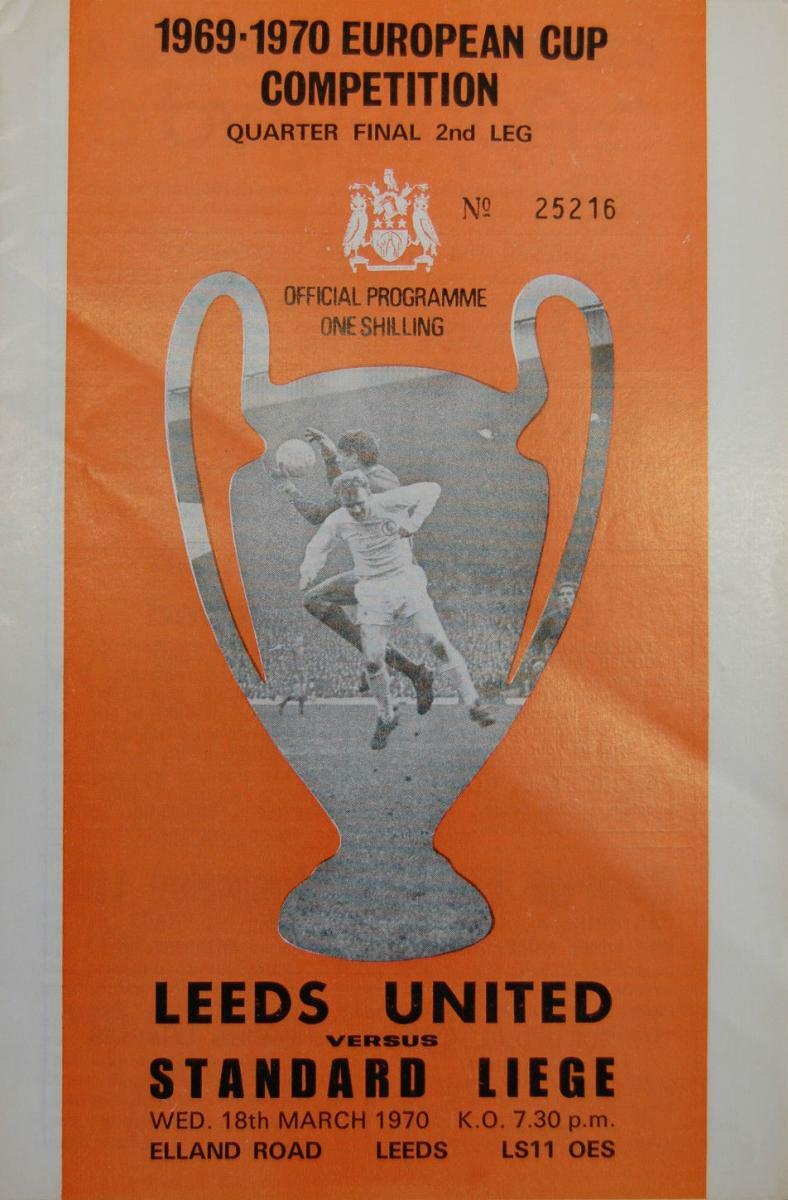 1969·1970 EUROPEAN CUP
COMPETITION
QUARTER FINAL 2nd LEG
Nº 25216
OFFICIAL PROGRAMME
ONE SHILLING
LEEDS UNITED
VERSUS
STANDARD LIEGE
WED. 18th MARCH 1970 K.O. 7.30 p.m.
ELLAND ROAD LEEDS LS11 OES